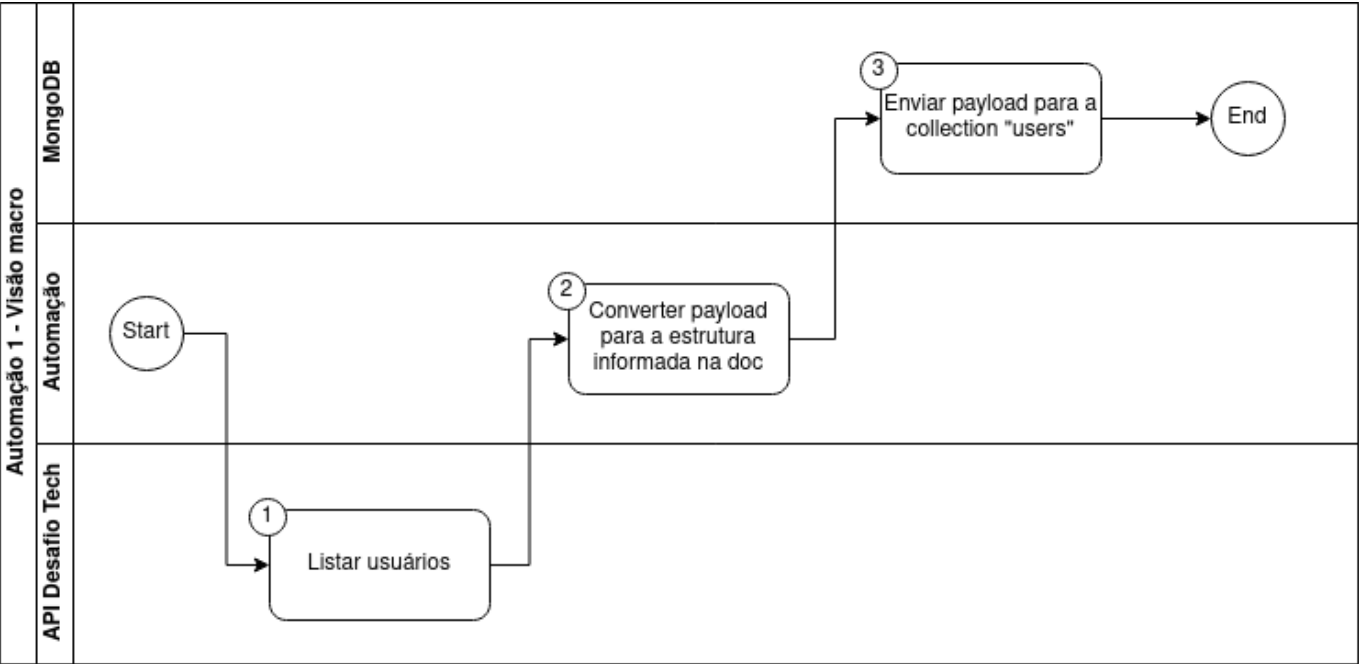 Automação 1 - Visão macro
MongoDB
3
Enviar payload para a
collection "users"
End
Automação
Start
2
Converter payload
para a estrutura
informada na doc
API Desafio Tech
1
Listar usuários